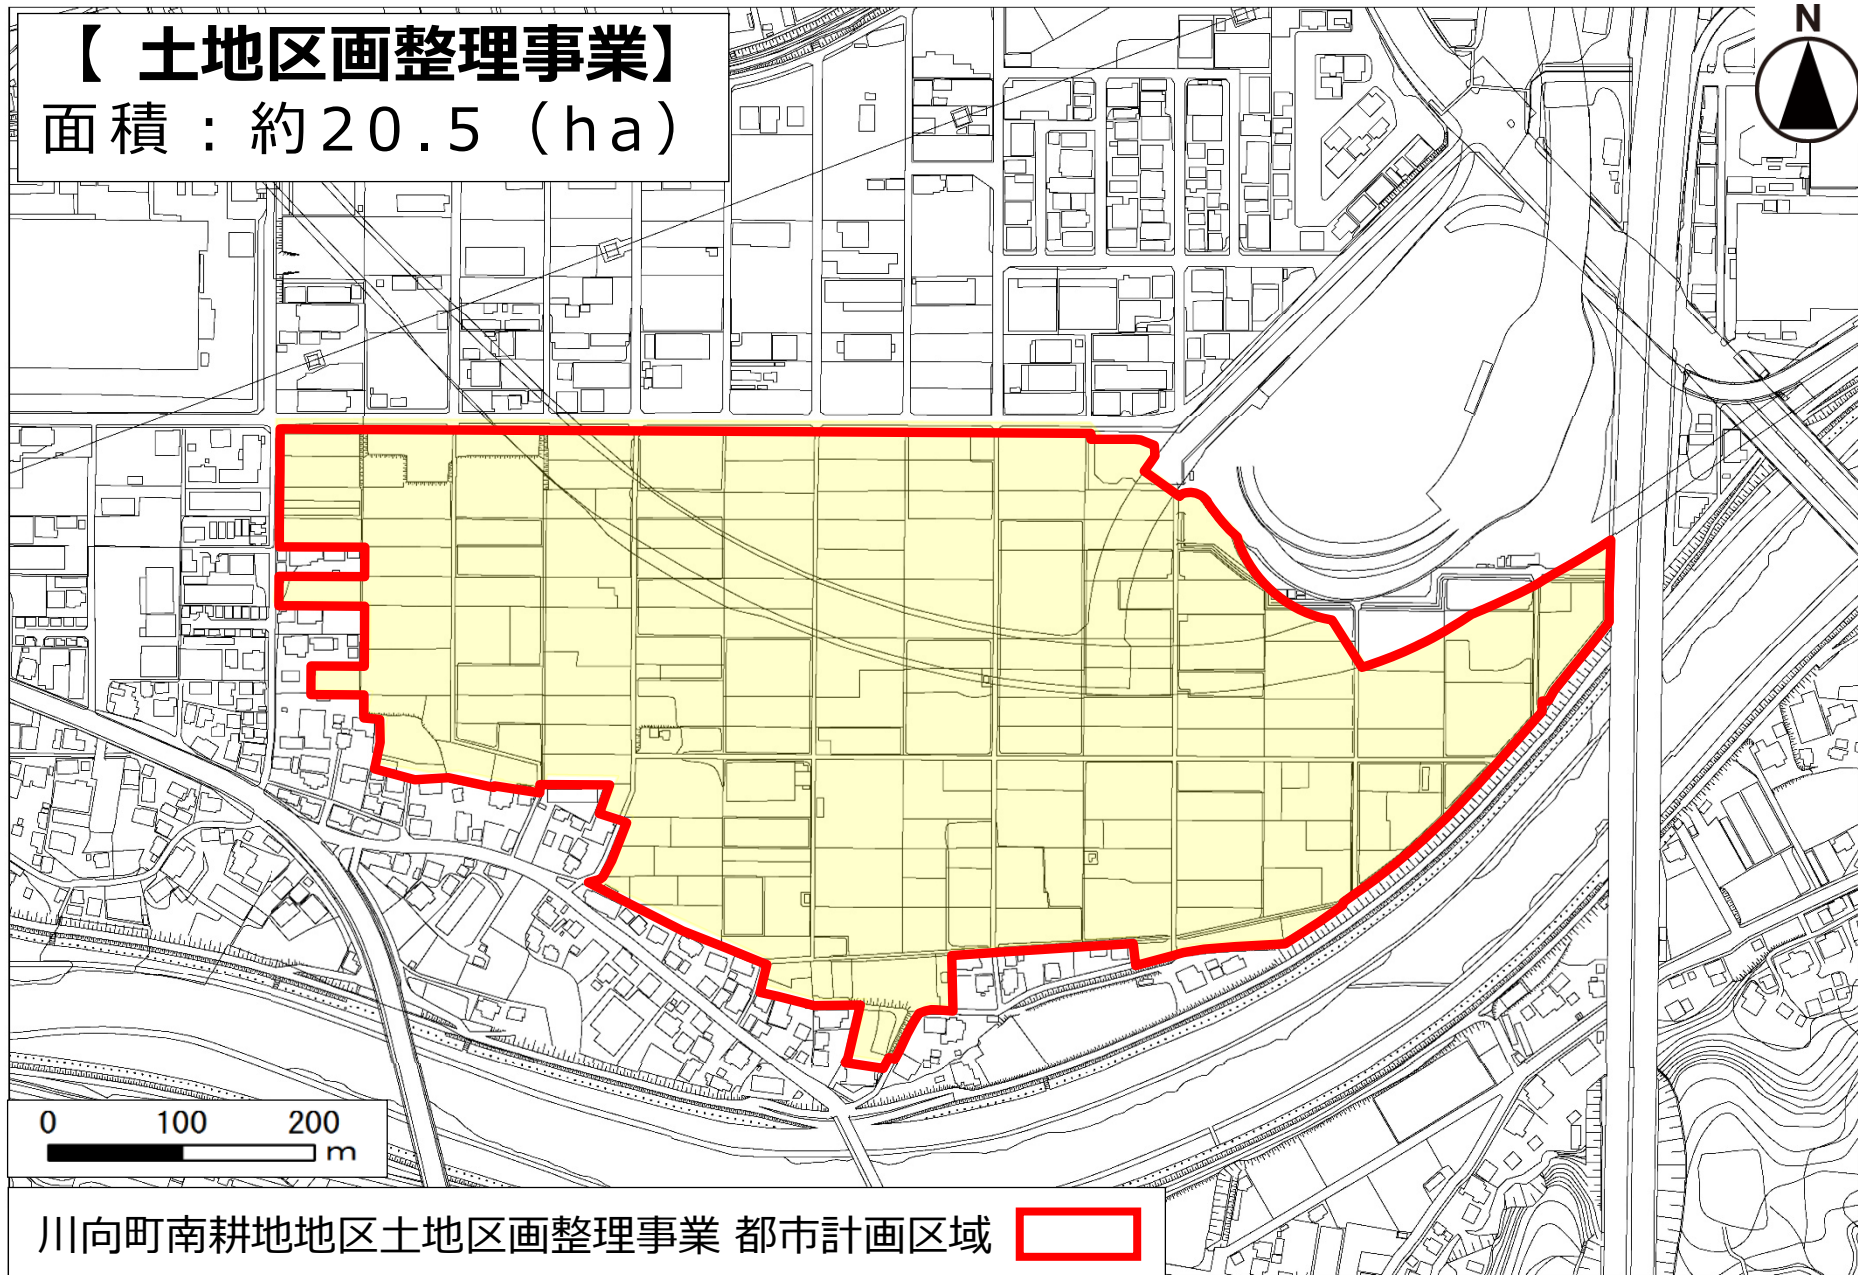 【 土地区画整理事業】
面積：約20.5（ha）
N
0 100 200
m
川向町南耕地地区土地区画整理事業 都市計画区域